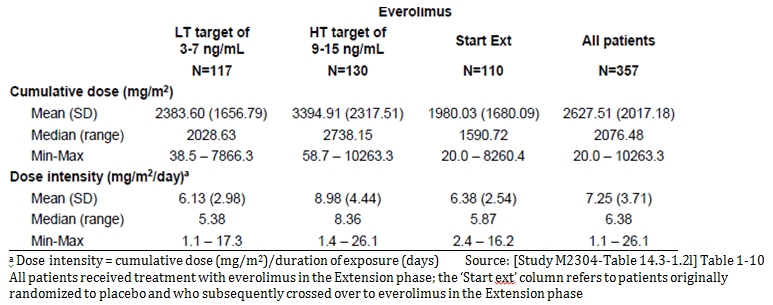 Everolimus
LT target of HT target of Start Ext All patients
3-7 ng/mL 9-15 ng/mL
N=117 N=130 N=110 N=357
Cumulative dose (mg/m²)
Mean (SD) 2383.60 (1656.79) 3394.91 (2317.51) 1980.03 (1680.09) 2627.51 (2017.18)
Median (range) 2028.63 2738.15 1590.72 2076.48
Min-Max 38.5 – 7866.3 58.7 – 10263.3 20.0 – 8260.4 20.0 – 10263.3
Dose intensity (mg/m²/day)ᵃ
Mean (SD) 6.13 (2.98) 8.98 (4.44) 6.38 (2.54) 7.25 (3.71)
Median (range) 5.38 8.36 5.87 6.38
Min-Max 1.1 – 17.3 1.4 – 26.1 2.4 – 16.2 1.1 – 26.1
ᵃ Dose intensity = cumulative dose (mg/m²)/duration of exposure (days) Source: [Study M2304-Table 14.3-1.2l] Table 1-10
All patients received treatment with everolimus in the Extension phase; the ‘Start ext’ column refers to patients originally
randomized to placebo and who subsequently crossed over to everolimus in the Extension phase